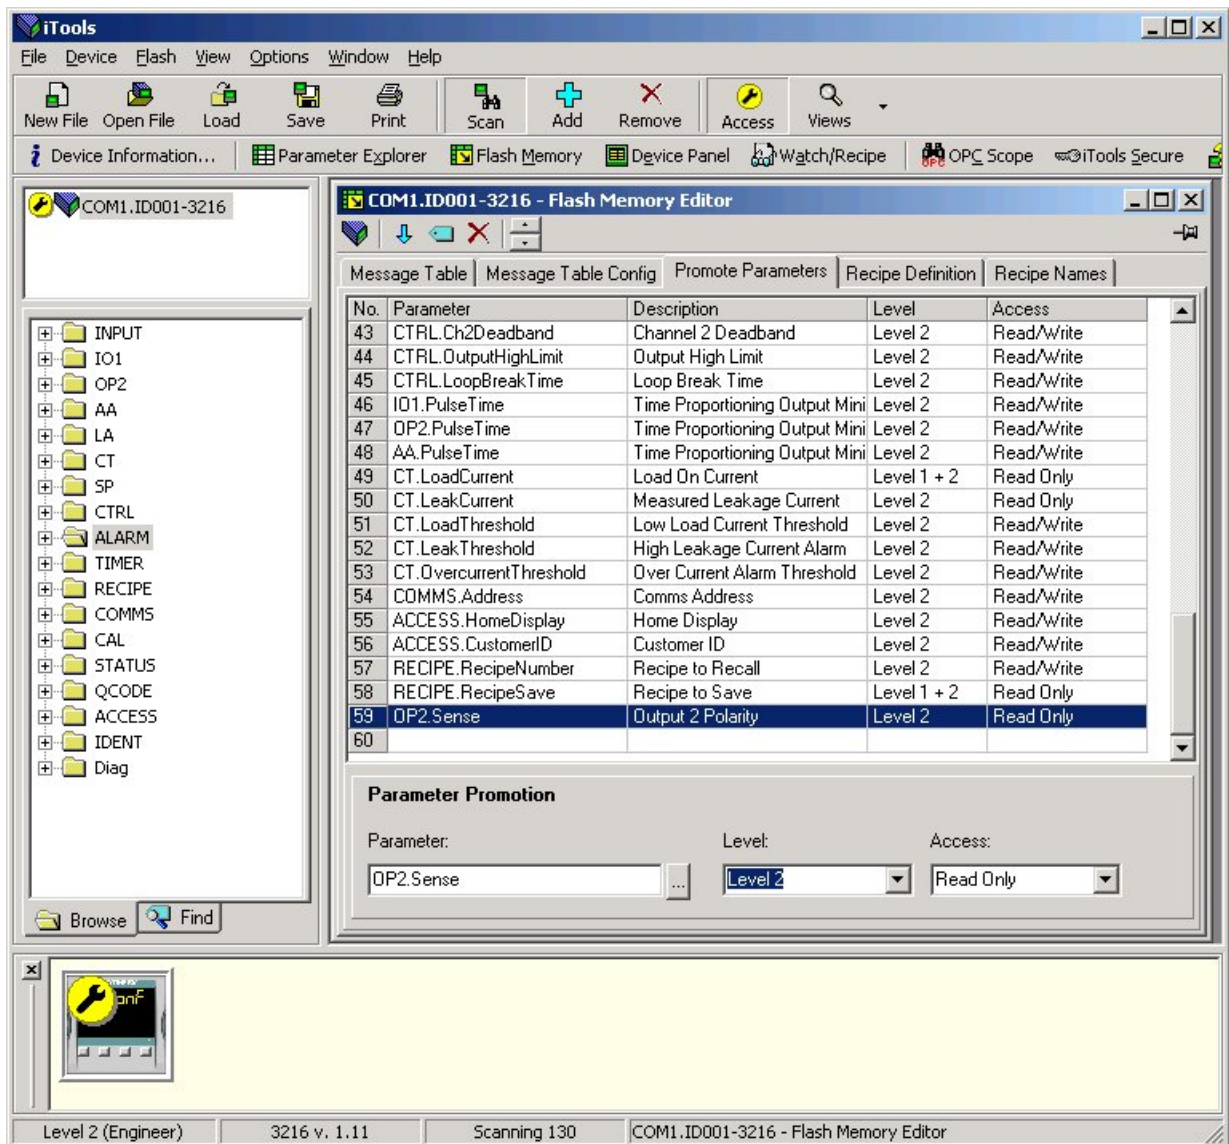 iTools
File Device Flash View Options Window Help
New File Open File Load Save Print Scan Add Remove Access Views
Device Information... Parameter Explorer Flash Memory Device Panel Watch/Recipe OPC Scope iTools Secure
COM1.ID001-3216
INPUT
IO1
OP2
AA
LA
CT
SP
CTRL
ALARM
TIMER
RECIPE
COMMS
CAL
STATUS
QCODE
ACCESS
IDENT
Diag
Browse Find
COM1.ID001-3216 - Flash Memory Editor
Message Table Message Table Config Promote Parameters Recipe Definition Recipe Names
No. Parameter Description Level Access
43 CTRL.Ch2Deadband Channel 2 Deadband Level 2 Read/Write
44 CTRL.OutputHighLimit Output High Limit Level 2 Read/Write
45 CTRL.LoopBreakTime Loop Break Time Level 2 Read/Write
46 IO1.PulseTime Time Proportioning Output Mini Level 2 Read/Write
47 OP2.PulseTime Time Proportioning Output Mini Level 2 Read/Write
48 AA.PulseTime Time Proportioning Output Mini Level 2 Read/Write
49 CT.LoadCurrent Load On Current Level 1 + 2 Read Only
50 CT.LeakCurrent Measured Leakage Current Level 2 Read Only
51 CT.LoadThreshold Low Load Current Threshold Level 2 Read/Write
52 CT.LeakThreshold High Leakage Current Alarm Level 2 Read/Write
53 CT.OvercurrentThreshold Over Current Alarm Threshold Level 2 Read/Write
54 COMMS.Address Comms Address Level 2 Read/Write
55 ACCESS.HomeDisplay Home Display Level 2 Read/Write
56 ACCESS.CustomerID Customer ID Level 2 Read/Write
57 RECIPE.RecipeNumber Recipe to Recall Level 2 Read/Write
58 RECIPE.RecipeSave Recipe to Save Level 1 + 2 Read Only
59 OP2.Sense Output 2 Polarity Level 2 Read Only
60
Parameter Promotion
Parameter: Level: Access:
OP2.Sense ... Level 2 Read Only
Level 2 (Engineer) 3216 v. 1.11 Scanning 130 COM1.ID001-3216 - Flash Memory Editor